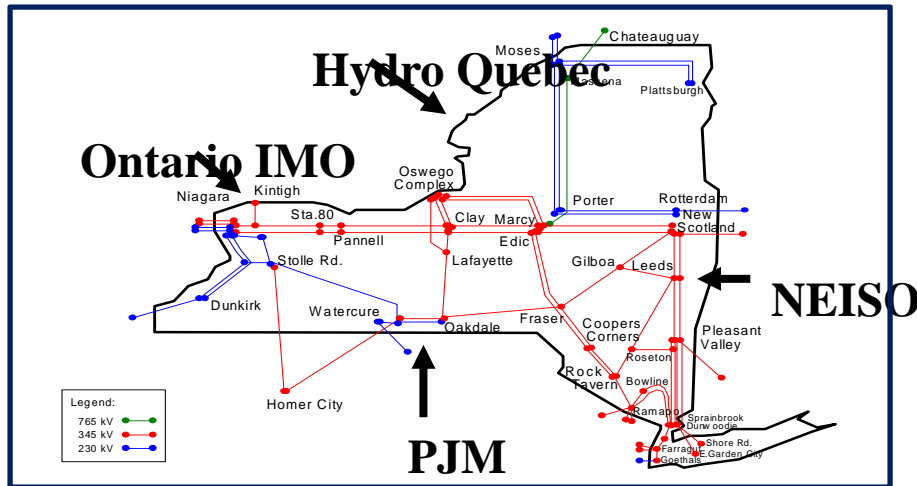 Chateauguay
Moses
Hydro Quebec
Massena
Plattsburgh
Ontario IMO
Oswego
Complex
Niagara
Kintigh
Sta.80
Pannell
Clay
Marcy
Edic
Porter
Rotterdam
New
Scotland
Stolle Rd.
Lafayette
Gilboa
Leeds
NEISO
Dunkirk
Watercure
Oakdale
Fraser
Coopers
Corners
Pleasant
Valley
Roseton
Rock
Tavern
Bowline
Homer City
Ramapo
Sprainbrook
Dunwoodie
Shore Rd.
Farragut
E.Garden City
Goethals
PJM
Legend:
765 kV
345 kV
230 kV